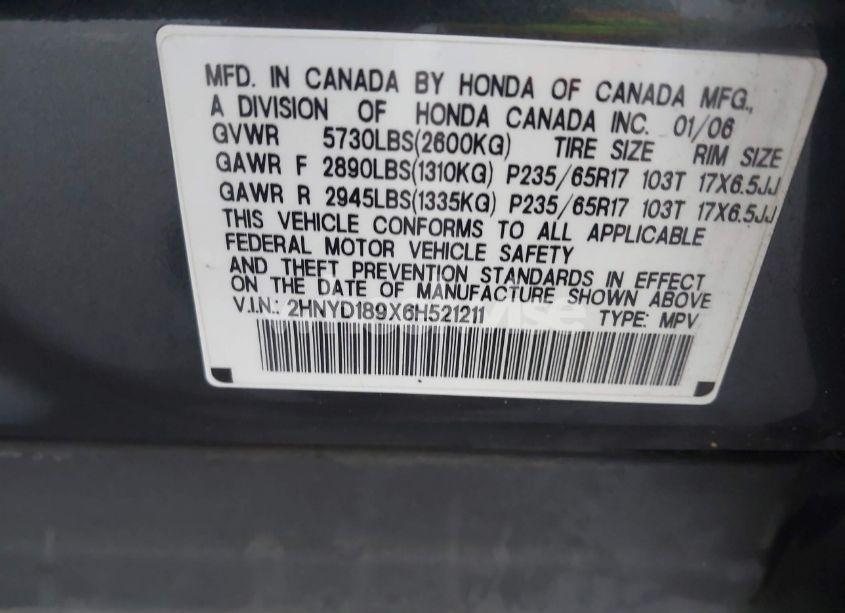 MFD. IN CANADA BY HONDA OF CANADA MFG.,
A DIVISION OF HONDA CANADA INC. 01/06
GVWR 5730LBS(2600KG) TIRE SIZE RIM SIZE
GAWR F 2890LBS(1310KG) P235/65R17 103T 17X6.5JJ
GAWR R 2945LBS(1335KG) P235/65R17 103T 17X6.5JJ
THIS VEHICLE CONFORMS TO ALL APPLICABLE
FEDERAL MOTOR VEHICLE SAFETY
AND THEFT PREVENTION STANDARDS IN EFFECT
ON THE DATE OF MANUFACTURE SHOWN ABOVE
V.I.N.: 2HNYD189X6H521211 TYPE: MPV